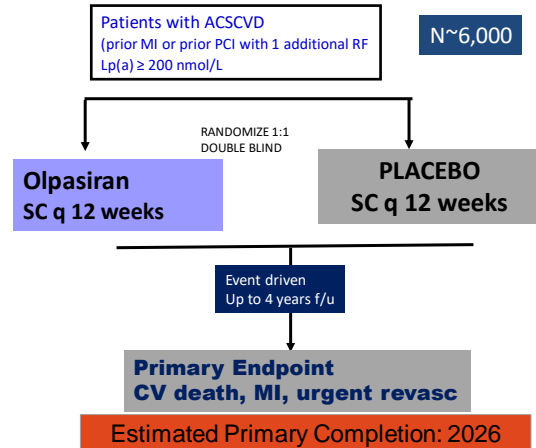 Patients with ACSCVD
(prior MI or prior PCI with 1 additional RF
Lp(a) ≥ 200 nmol/L
N~6,000
RANDOMIZE 1:1
DOUBLE BLIND
Olpasiran
SC q 12 weeks
PLACEBO
SC q 12 weeks
Event driven
Up to 4 years f/u
Primary Endpoint
CV death, MI, urgent revasc
Estimated Primary Completion: 2026